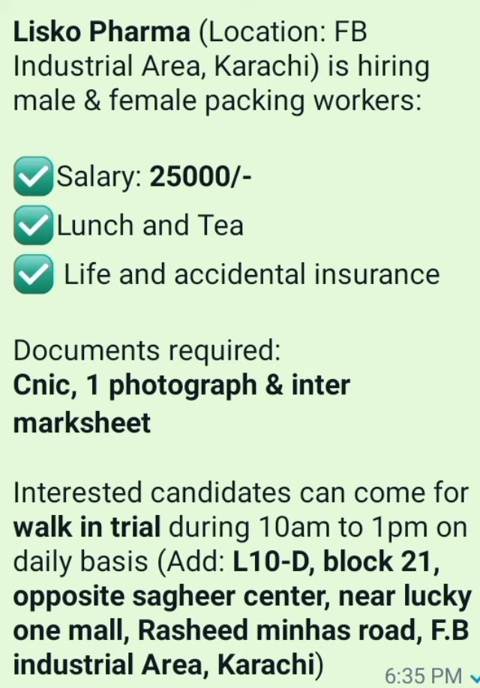 Lisko Pharma (Location: FB
Industrial Area, Karachi) is hiring
male & female packing workers:
✅Salary: 25000/-
✅Lunch and Tea
✅ Life and accidental insurance
Documents required:
Cnic, 1 photograph & inter
marksheet
Interested candidates can come for
walk in trial during 10am to 1pm on
daily basis (Add: L10-D, block 21,
opposite sagheer center, near lucky
one mall, Rasheed minhas road, F.B
industrial Area, Karachi)
6:35 PM